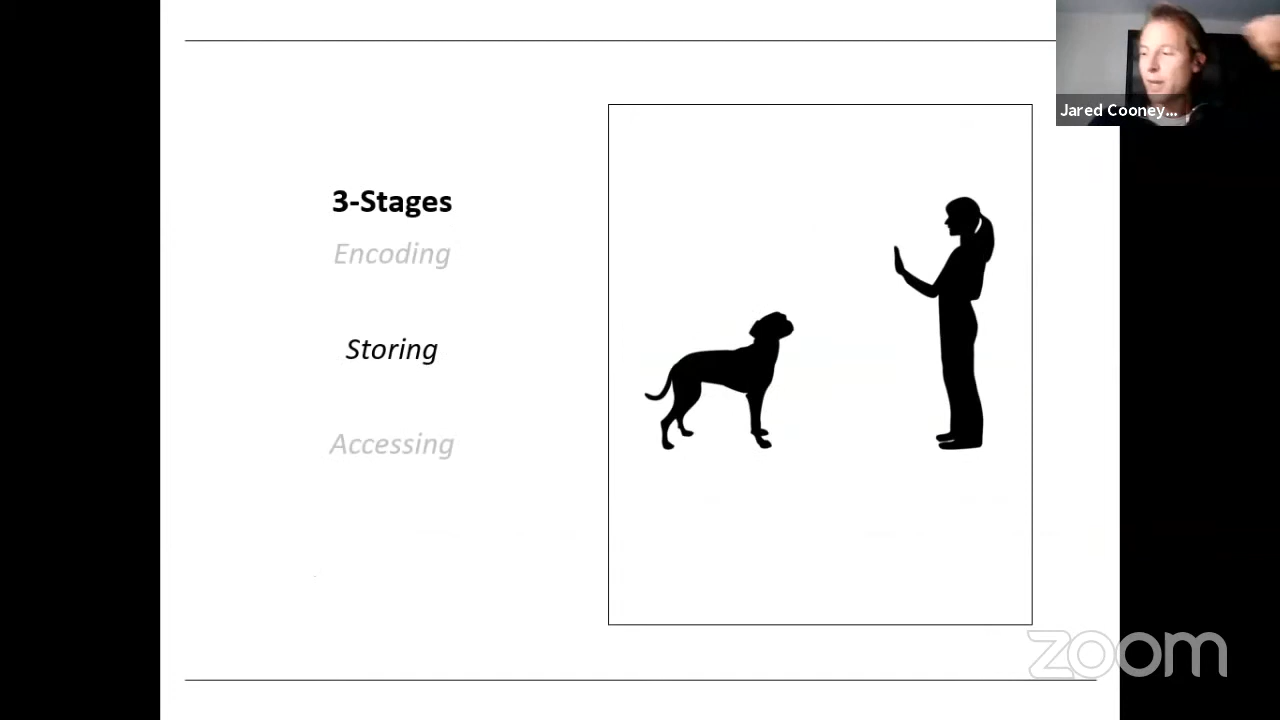 Jared Cooney...
3-Stages
Encoding
Storing
Accessing
zoom